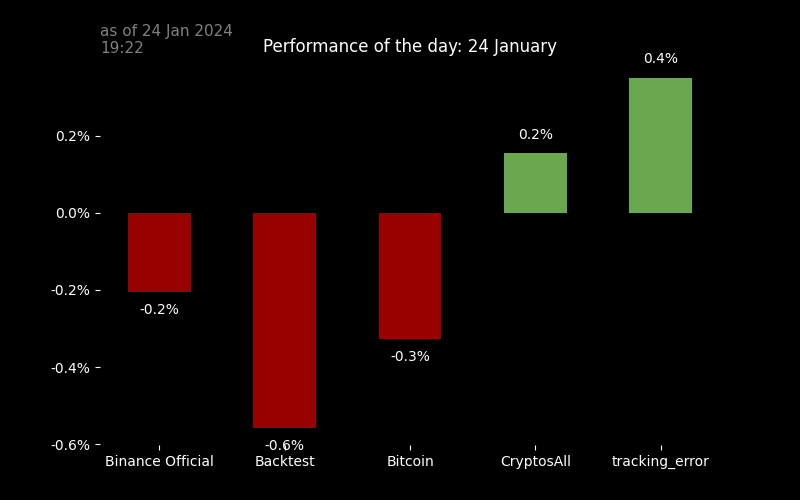 as of 24 Jan 2024
19:22
Performance of the day: 24 January
0.4%
0.2%
0.2%
0.0%
-0.2%
-0.2%
-0.3%
-0.4%
-0.6%
-0.6%
Binance Official
Backtest
Bitcoin
CryptosAll
tracking_error